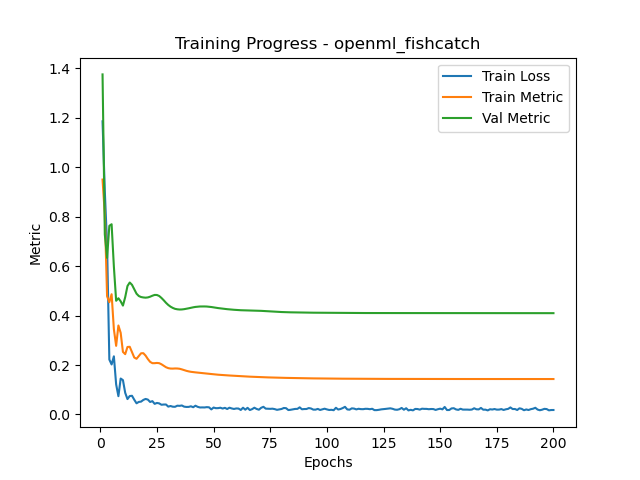 Training Progress - openml_fishcatch
Train Loss
Train Metric
Val Metric
Metric
1.4
1.2
1.0
0.8
0.6
0.4
0.2
0.0
0 25 50 75 100 125 150 175 200
Epochs